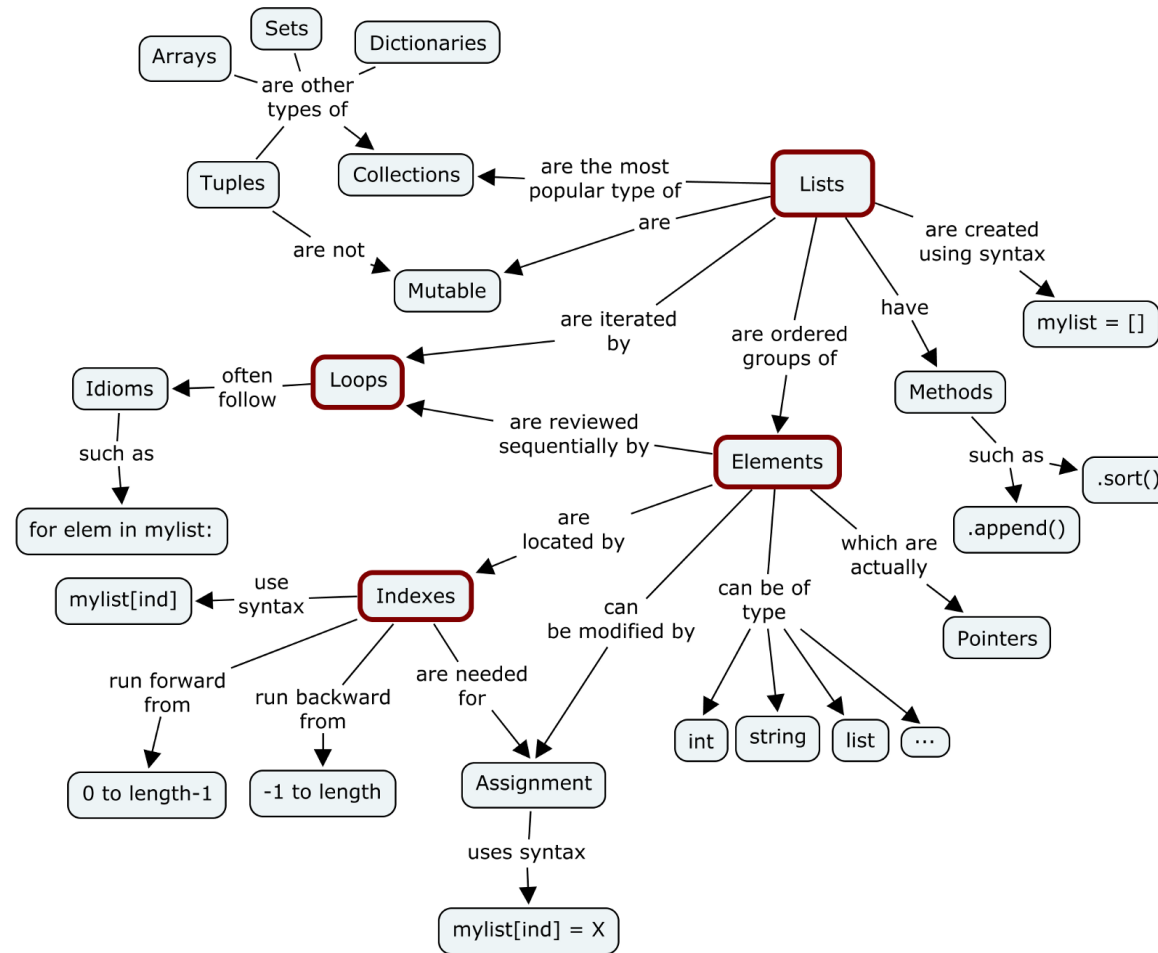 Sets
Dictionaries
Arrays
are other
types of
Tuples
Collections
are the most
popular type of
Lists
are
are not
Mutable
are created
using syntax
mylist = []
have
are iterated
by
are ordered
groups of
Idioms
often
follow
Loops
Methods
such as
are reviewed
sequentially by
Elements
such as
.sort()
.append()
for elem in mylist:
are
located by
which are
actually
mylist[ind]
use
syntax
Indexes
can
be modified by
can be of
type
Pointers
run forward
from
run backward
from
are needed
for
int
string
list
...
0 to length-1
-1 to length
Assignment
uses syntax
mylist[ind] = X